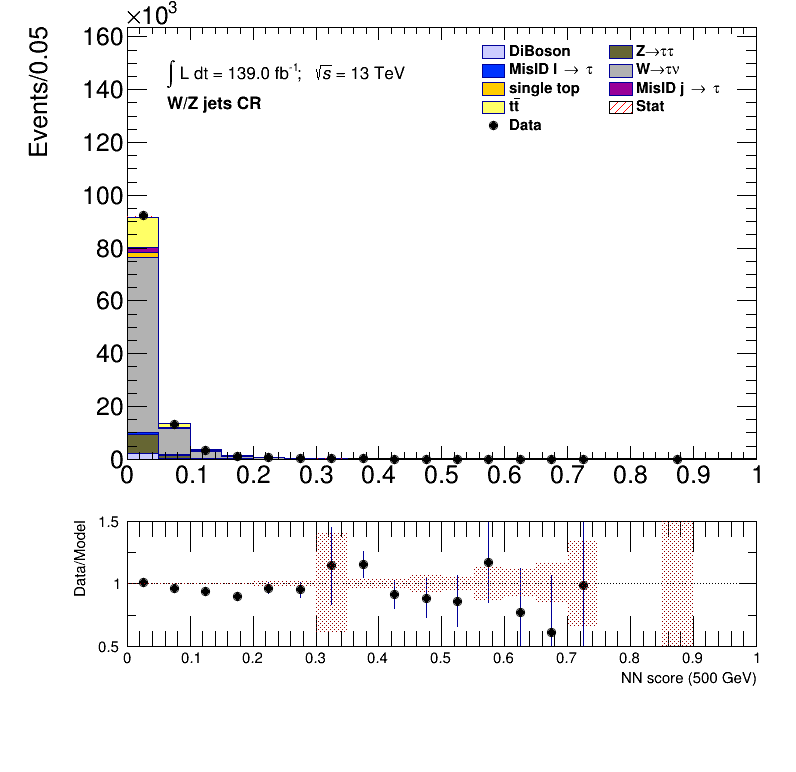 ×10³
Events/0.05
160
140
120
100
80
60
40
20
0
∫ L dt = 139.0 fb⁻¹; √s = 13 TeV
W/Z jets CR
DiBoson
MisID l → τ
single top
tt̄
Data
Z→ττ
W→τν
MisID j → τ
Stat
0 0.1 0.2 0.3 0.4 0.5 0.6 0.7 0.8 0.9 1
Data/Model
1.5
1
0.5
0 0.1 0.2 0.3 0.4 0.5 0.6 0.7 0.8 0.9 1
NN score (500 GeV)